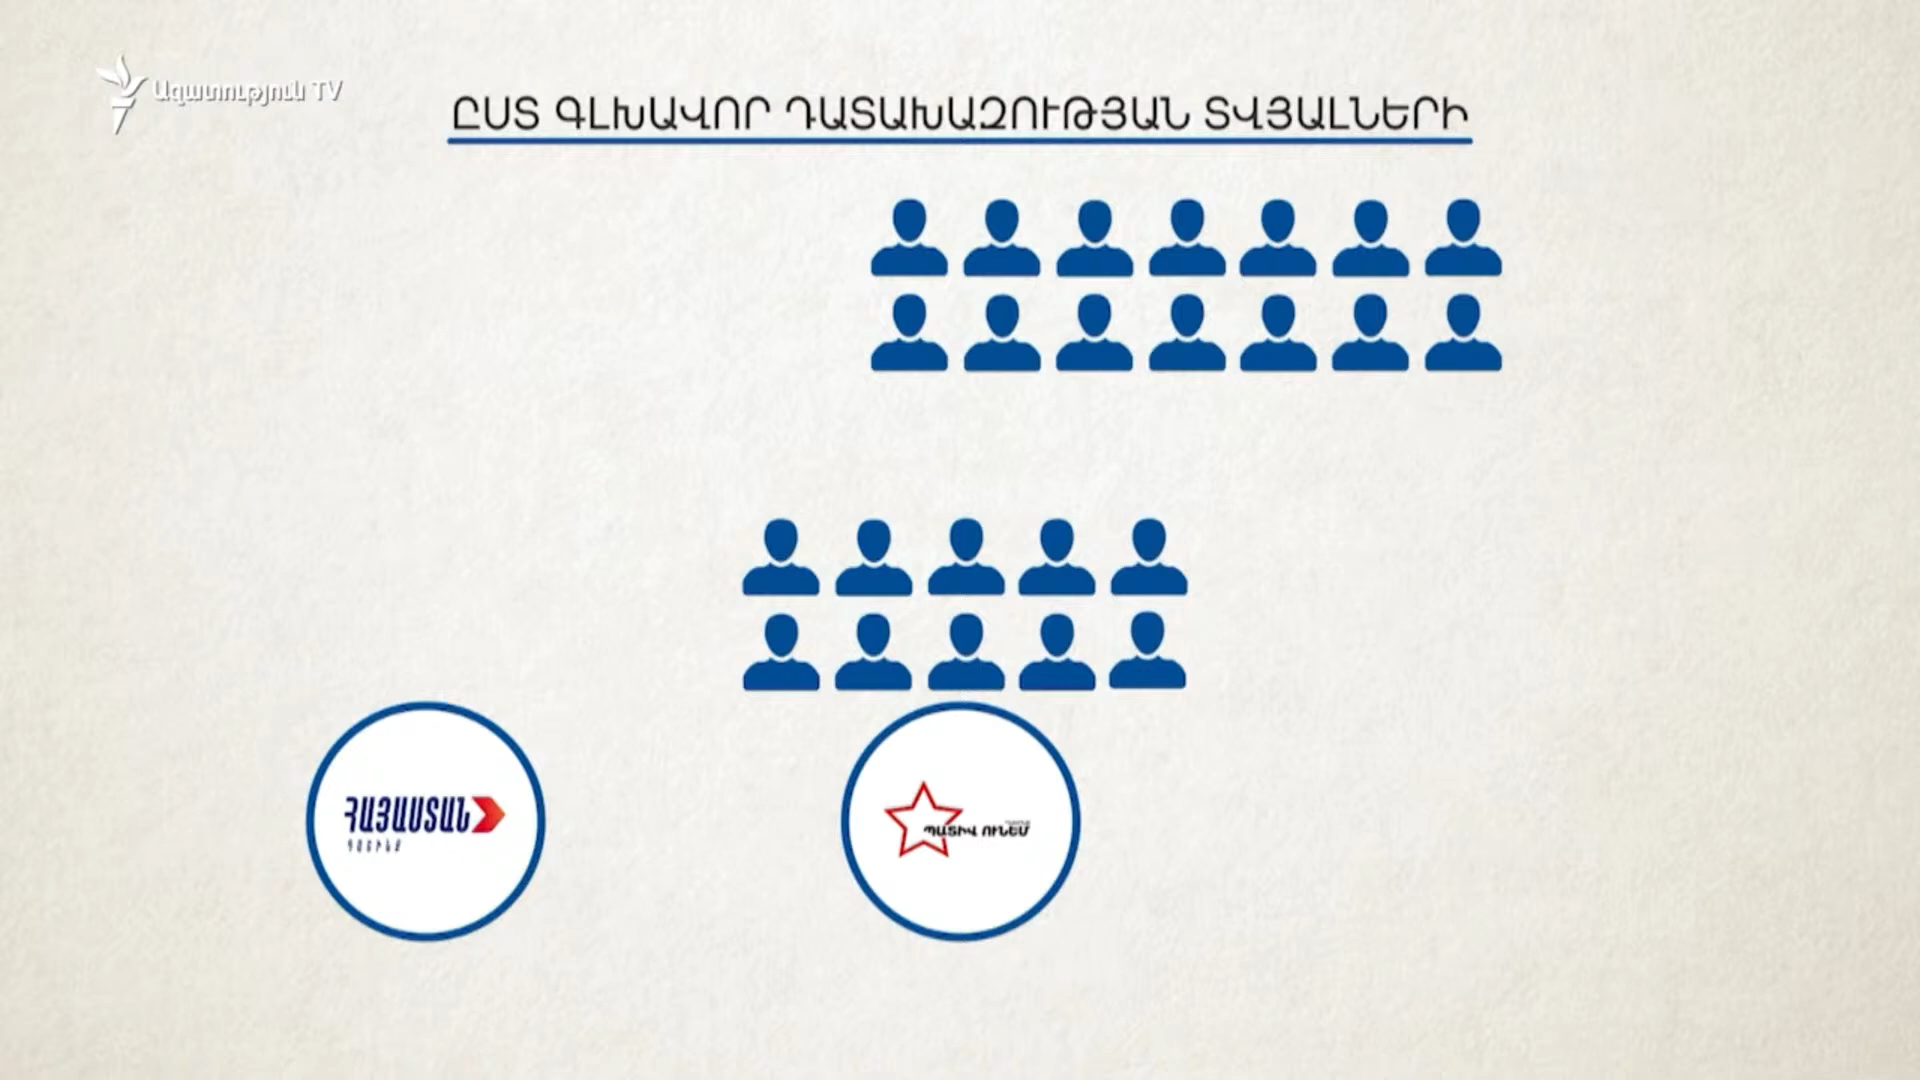 Ազատություն TV
ԸՍՏ ԳԼԽԱՎՈՐ ԴԱՏԱԽԱԶՈՒԹՅԱՆ ՏՎՅԱԼՆԵՐԻ
ՀԱՅԱՍՏԱՆ
ԴԱՇԻՆՔ
ՊԱՏԻՎ ՈՒՆԵՄ